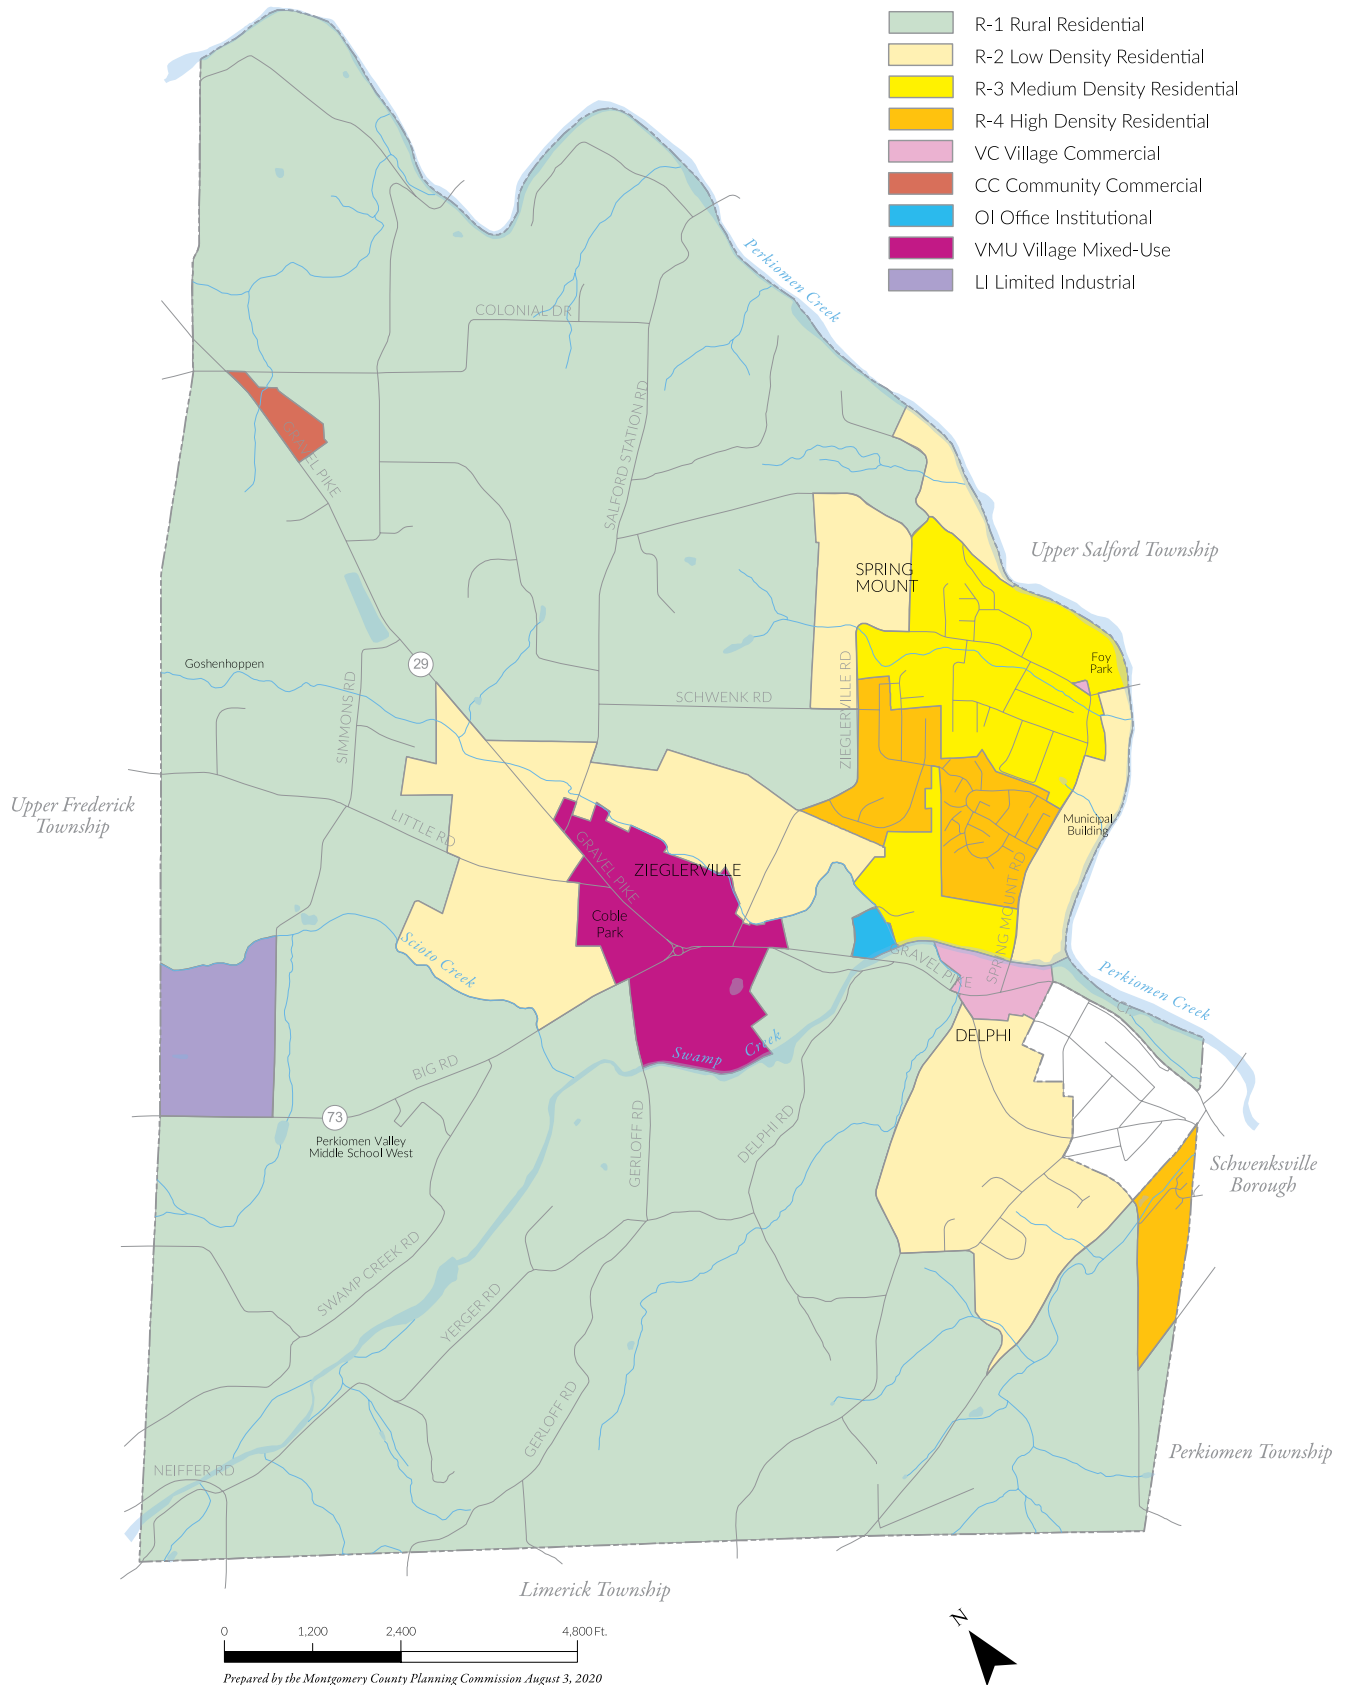 R-1 Rural Residential
R-2 Low Density Residential
R-3 Medium Density Residential
R-4 High Density Residential
VC Village Commercial
CC Community Commercial
OI Office Institutional
VMU Village Mixed-Use
LI Limited Industrial
Perkiomen Creek
COLONIAL DR
SALFORD STATION RD
GRAVEL PIKE
Upper Salford Township
SPRING
MOUNT
Foy
Park
Goshenhoppen
29
SIMMONS RD
SCHWENK RD
ZIEGLERVILLE RD
Upper Frederick
Township
LITTLE RD
GRAVEL PIKE
ZIEGLERVILLE
Municipal
Building
SPRING MOUNT RD
Coble
Park
Scioto Creek
GRAVEL PIKE
Perkiomen Creek
Cr
DELPHI
Swamp Creek
BIG RD
73
Perkiomen Valley
Middle School West
GERLOFF RD
DELPHI RD
Schwenksville
Borough
SWAMP CREEK RD
YERGER RD
GERLOFF RD
NEIFFER RD
Perkiomen Township
Limerick Township
N
0 1,200 2,400 4,800 Ft.
Prepared by the Montgomery County Planning Commission August 3, 2020